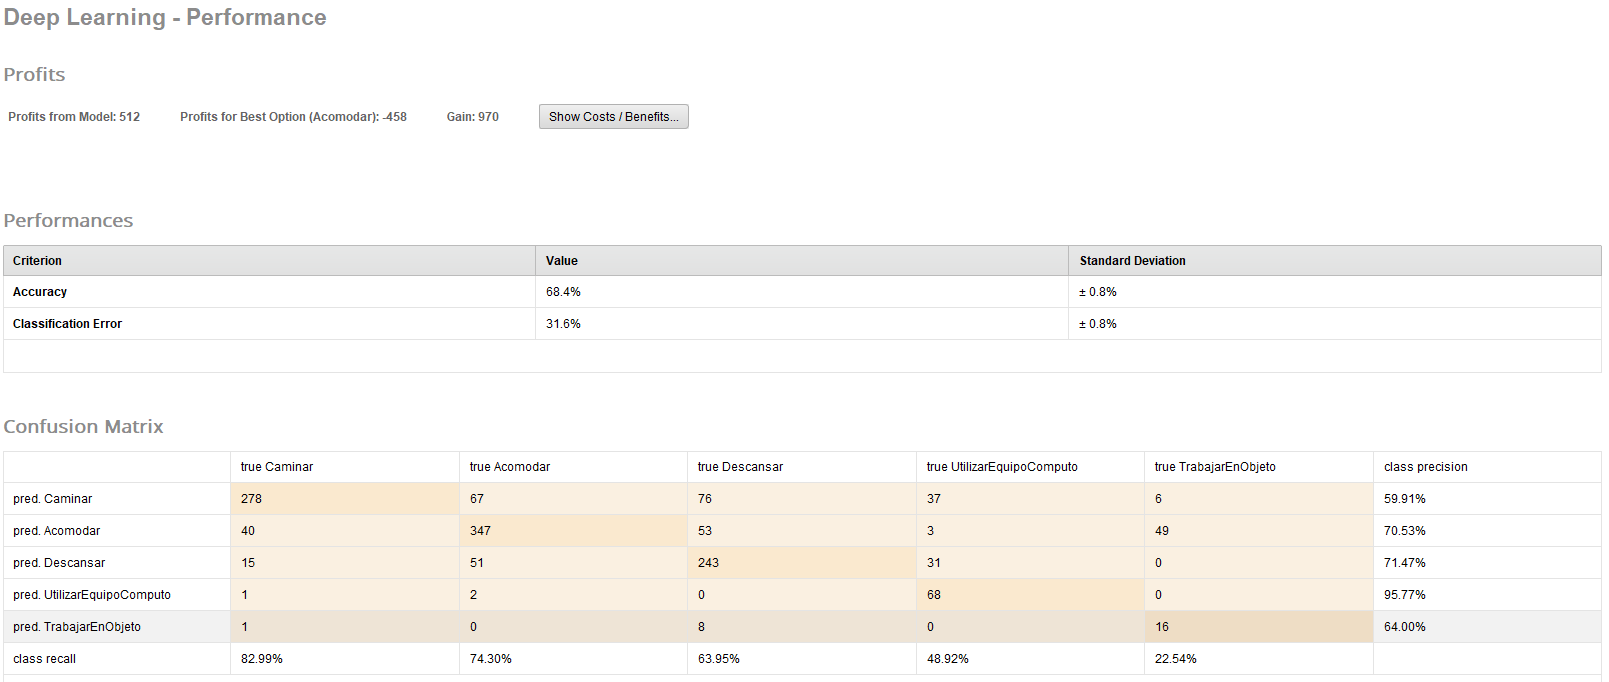 Deep Learning - Performance
Profits
Profits from Model: 512 Profits for Best Option (Acomodar): -458 Gain: 970 Show Costs / Benefits...
Performances
Criterion Value Standard Deviation
Accuracy 68.4% ± 0.8%
Classification Error 31.6% ± 0.8%
Confusion Matrix
true Caminar true Acomodar true Descansar true UtilizarEquipoComputo true TrabajarEnObjeto class precision
pred. Caminar 278 67 76 37 6 59.91%
pred. Acomodar 40 347 53 3 49 70.53%
pred. Descansar 15 51 243 31 0 71.47%
pred. UtilizarEquipoComputo 1 2 0 68 0 95.77%
pred. TrabajarEnObjeto 1 0 8 0 16 64.00%
class recall 82.99% 74.30% 63.95% 48.92% 22.54%